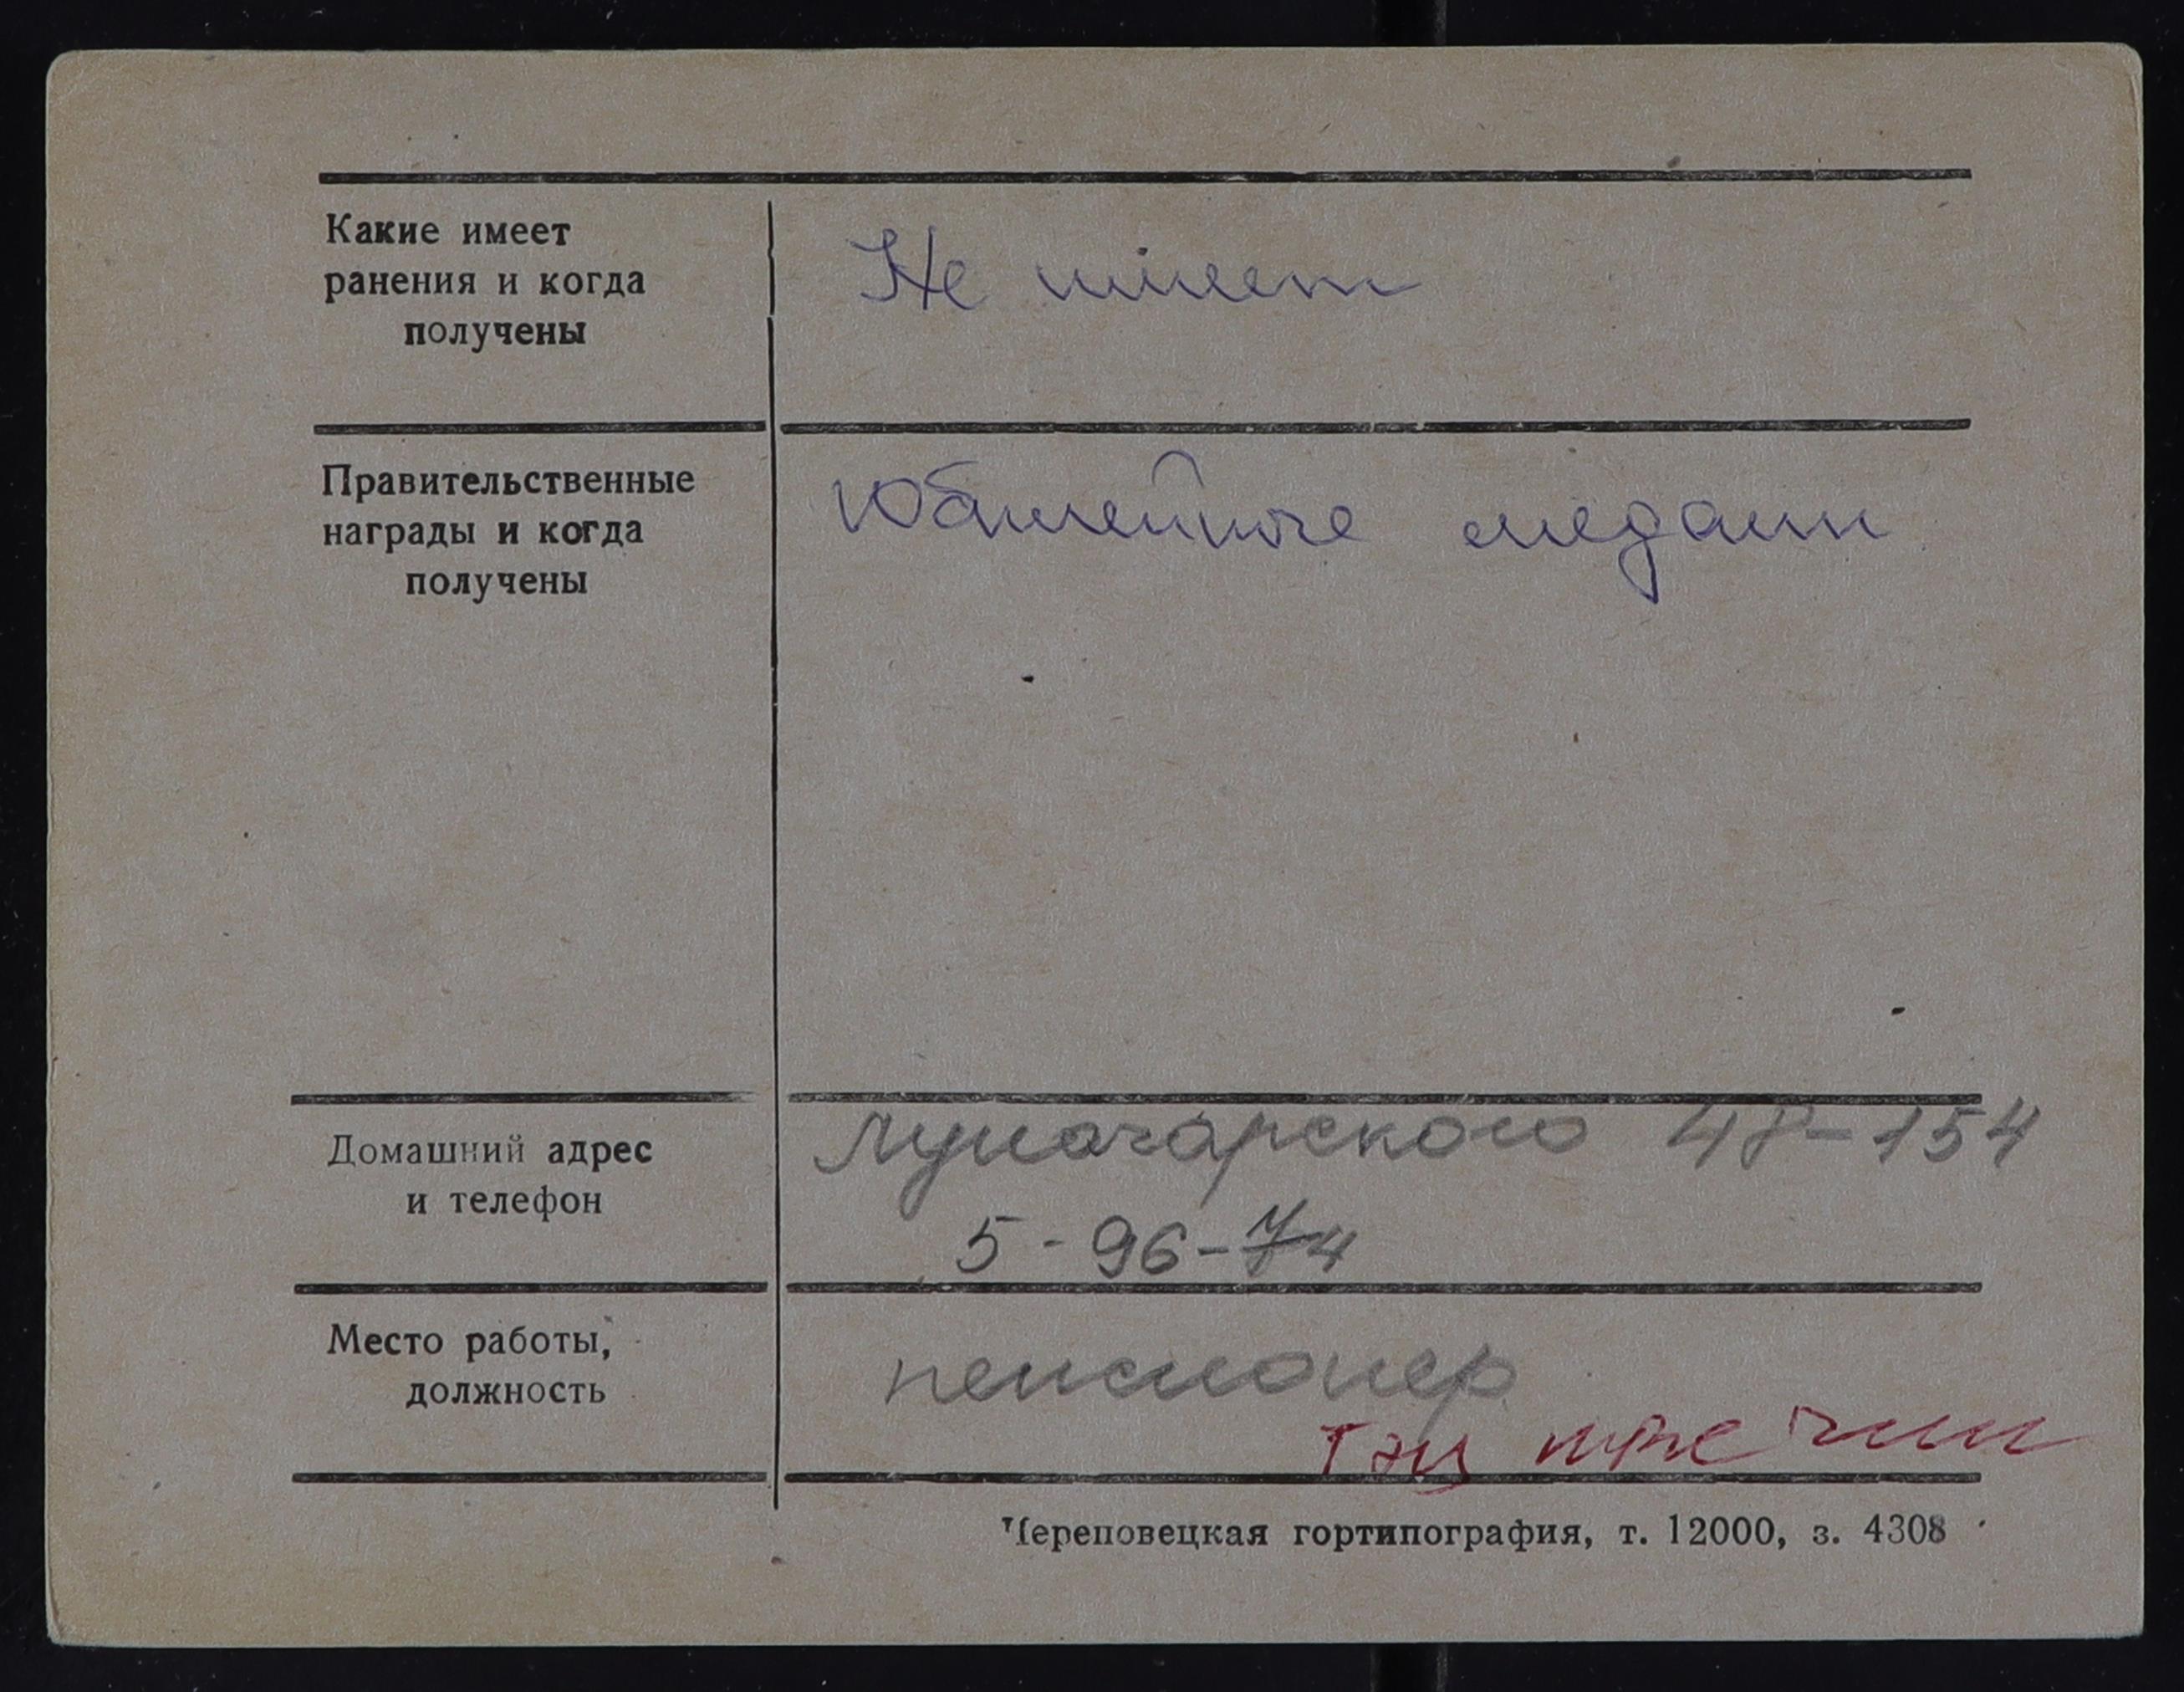 Какие имеет
ранения и когда
получены
Не имеет
Правительственные
награды и когда
получены
Юбилейные медали
Домашний адрес
и телефон
Луначарского 48-154
5-96-74
Место работы,
должность
пенсионер
Череповецкая гортипография, т. 12000, з. 4308